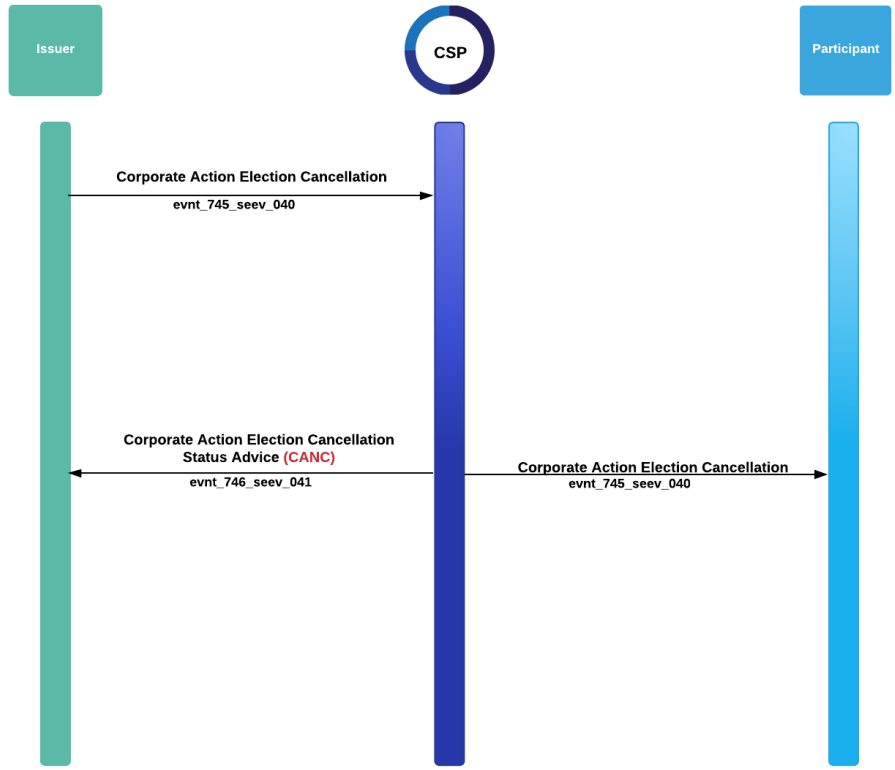 Issuer
CSP
Participant
Corporate Action Election Cancellation
evnt_745_seev_040
Corporate Action Election Cancellation
Status Advice (CANC)
evnt_746_seev_041
Corporate Action Election Cancellation
evnt_745_seev_040